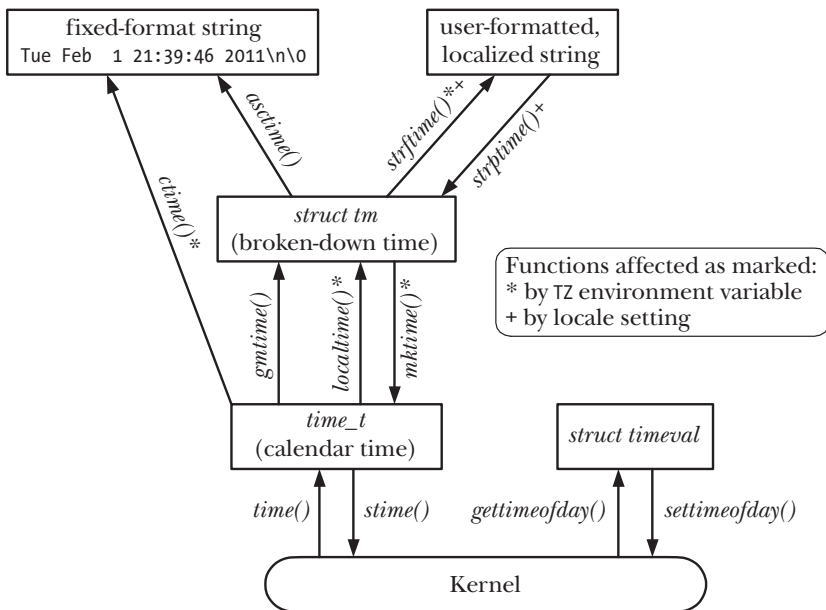 fixed-format string
Tue Feb  1 21:39:46 2011\n\0
user-formatted,
localized string
asctime()
strftime()*+
strptime()+
ctime()*
struct tm
(broken-down time)
Functions affected as marked:
* by TZ environment variable
+ by locale setting
gmtime()
localtime()*
mktime()*
time_t
(calendar time)
struct timeval
time()
stime()
gettimeofday()
settimeofday()
Kernel